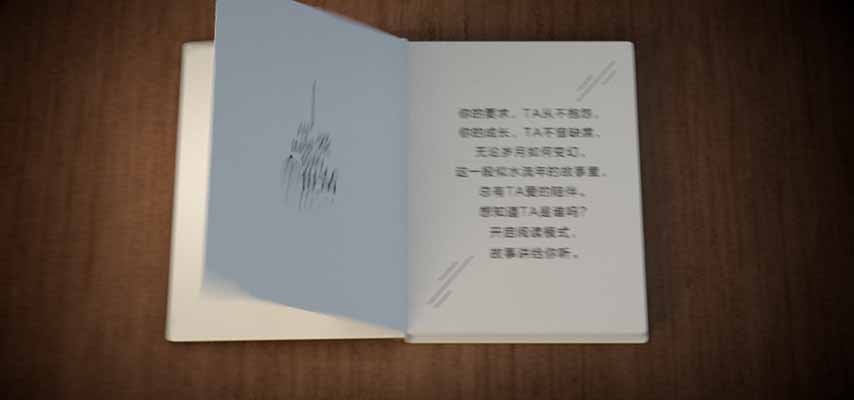 你的要求，TA从不抱怨，
你的成长，TA不曾缺席，
无论岁月如何变幻，
这一段似水流年的故事里，
总有TA爱的陪伴。
想知道TA是谁吗？
开启阅读模式，
故事讲给你听。